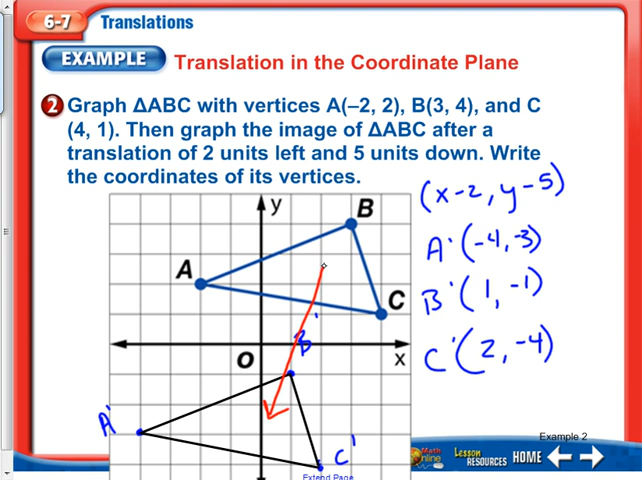 6-7 Translations
EXAMPLE Translation in the Coordinate Plane
2 Graph ΔABC with vertices A(–2, 2), B(3, 4), and C
(4, 1). Then graph the image of ΔABC after a
translation of 2 units left and 5 units down. Write
the coordinates of its vertices.
(x-2, y-5)
y
B
A
A'(-4,-3)
B'(1, -1)
C
B'
O
x
C'(2,-4)
A'
C'
Example 2
Math Online
Lesson RESOURCES
HOME
Extend Page